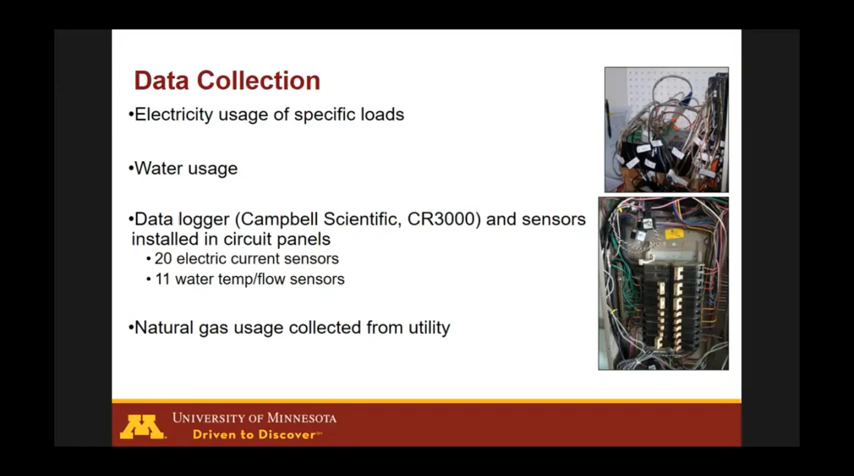 Data Collection
•Electricity usage of specific loads
•Water usage
•Data logger (Campbell Scientific, CR3000) and sensors
installed in circuit panels
• 20 electric current sensors
• 11 water temp/flow sensors
•Natural gas usage collected from utility
M
UNIVERSITY OF MINNESOTA
Driven to Discover℠